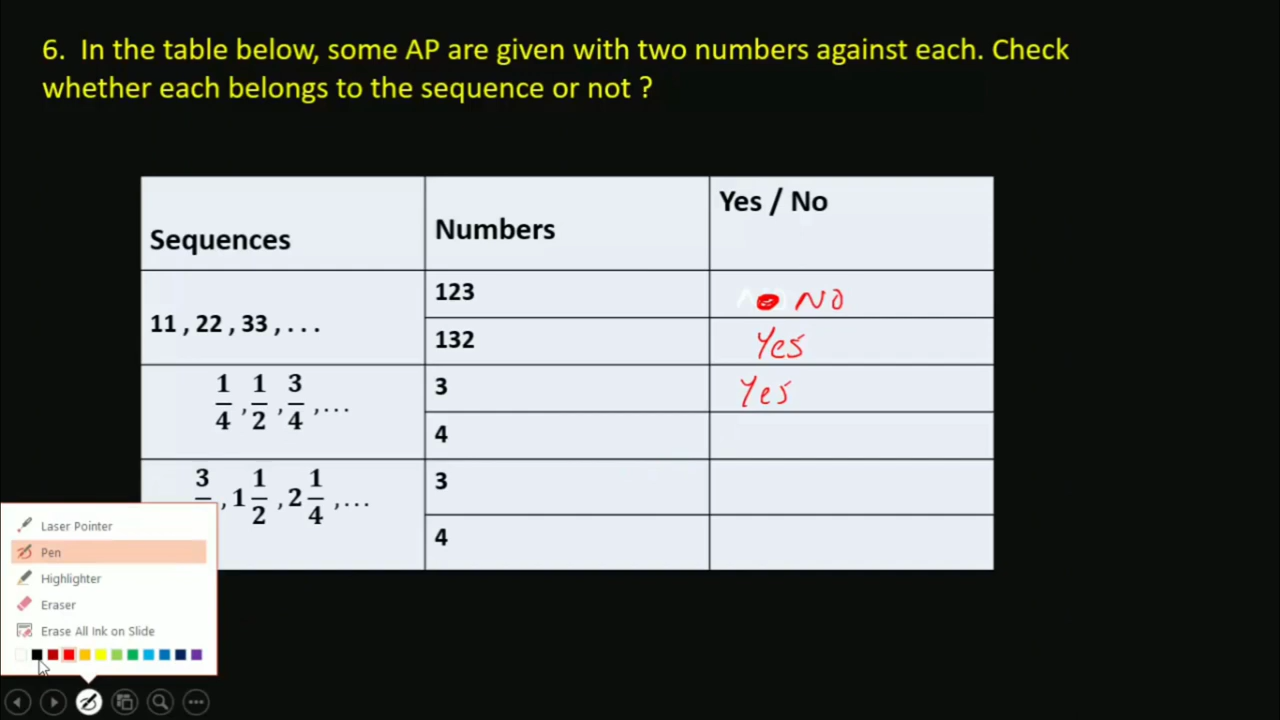 6. In the table below, some AP are given with two numbers against each. Check
whether each belongs to the sequence or not ?
Sequences
Numbers
Yes / No
11 , 22 , 33 , . . .
123
NO
132
Yes
1/4 , 1/2 , 3/4 , ...
3
Yes
4
3 , 1 1/2 , 2 1/4 , ...
3
4
Laser Pointer
Pen
Highlighter
Eraser
Erase All Ink on Slide